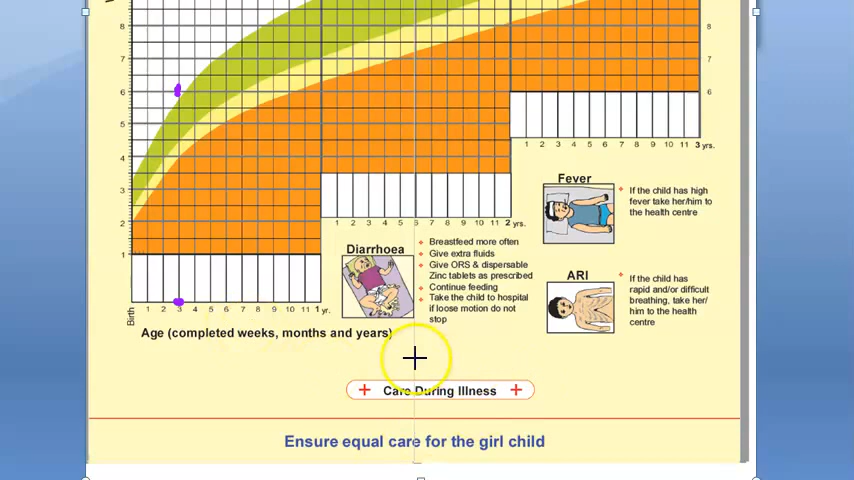 8
7
6
5
4
3
2
1
8
7
6
1 2 3 4 5 6 7 8 9 10 11 3 yrs.
1 2 3 4 5 6 7 8 9 10 11 2 yrs.
Birth 1 2 3 4 5 6 7 8 9 10 11 1 yr.
Age (completed weeks, months and years)
Diarrhoea
Breastfeed more often
Give extra fluids
Give ORS & dispersable
Zinc tablets as prescribed
Continue feeding
Take the child to hospital
if loose motion do not
stop
Fever
If the child has high
fever take her/him to
the health centre
ARI
If the child has
rapid and/or difficult
breathing, take her/
him to the health
centre
+ Care During Illness +
Ensure equal care for the girl child